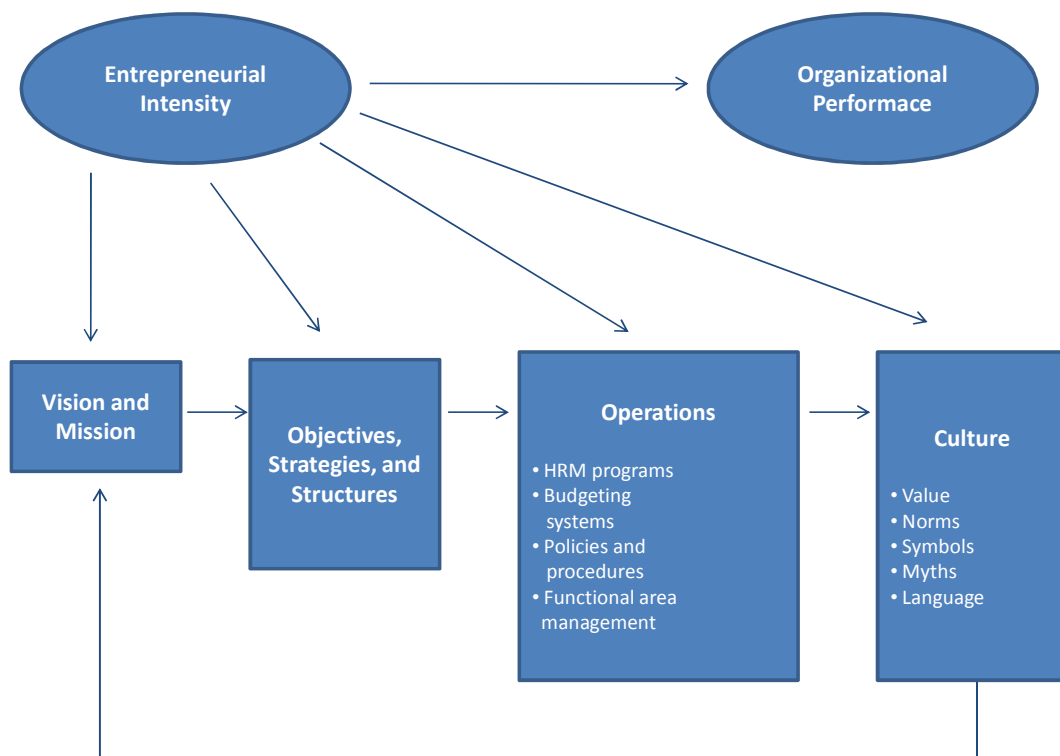 Entrepreneurial
Intensity
Organizational
Performace
Vision and
Mission
Objectives,
Strategies, and
Structures
Operations
• HRM programs
• Budgeting
systems
• Policies and
procedures
• Functional area
management
Culture
• Value
• Norms
• Symbols
• Myths
• Language